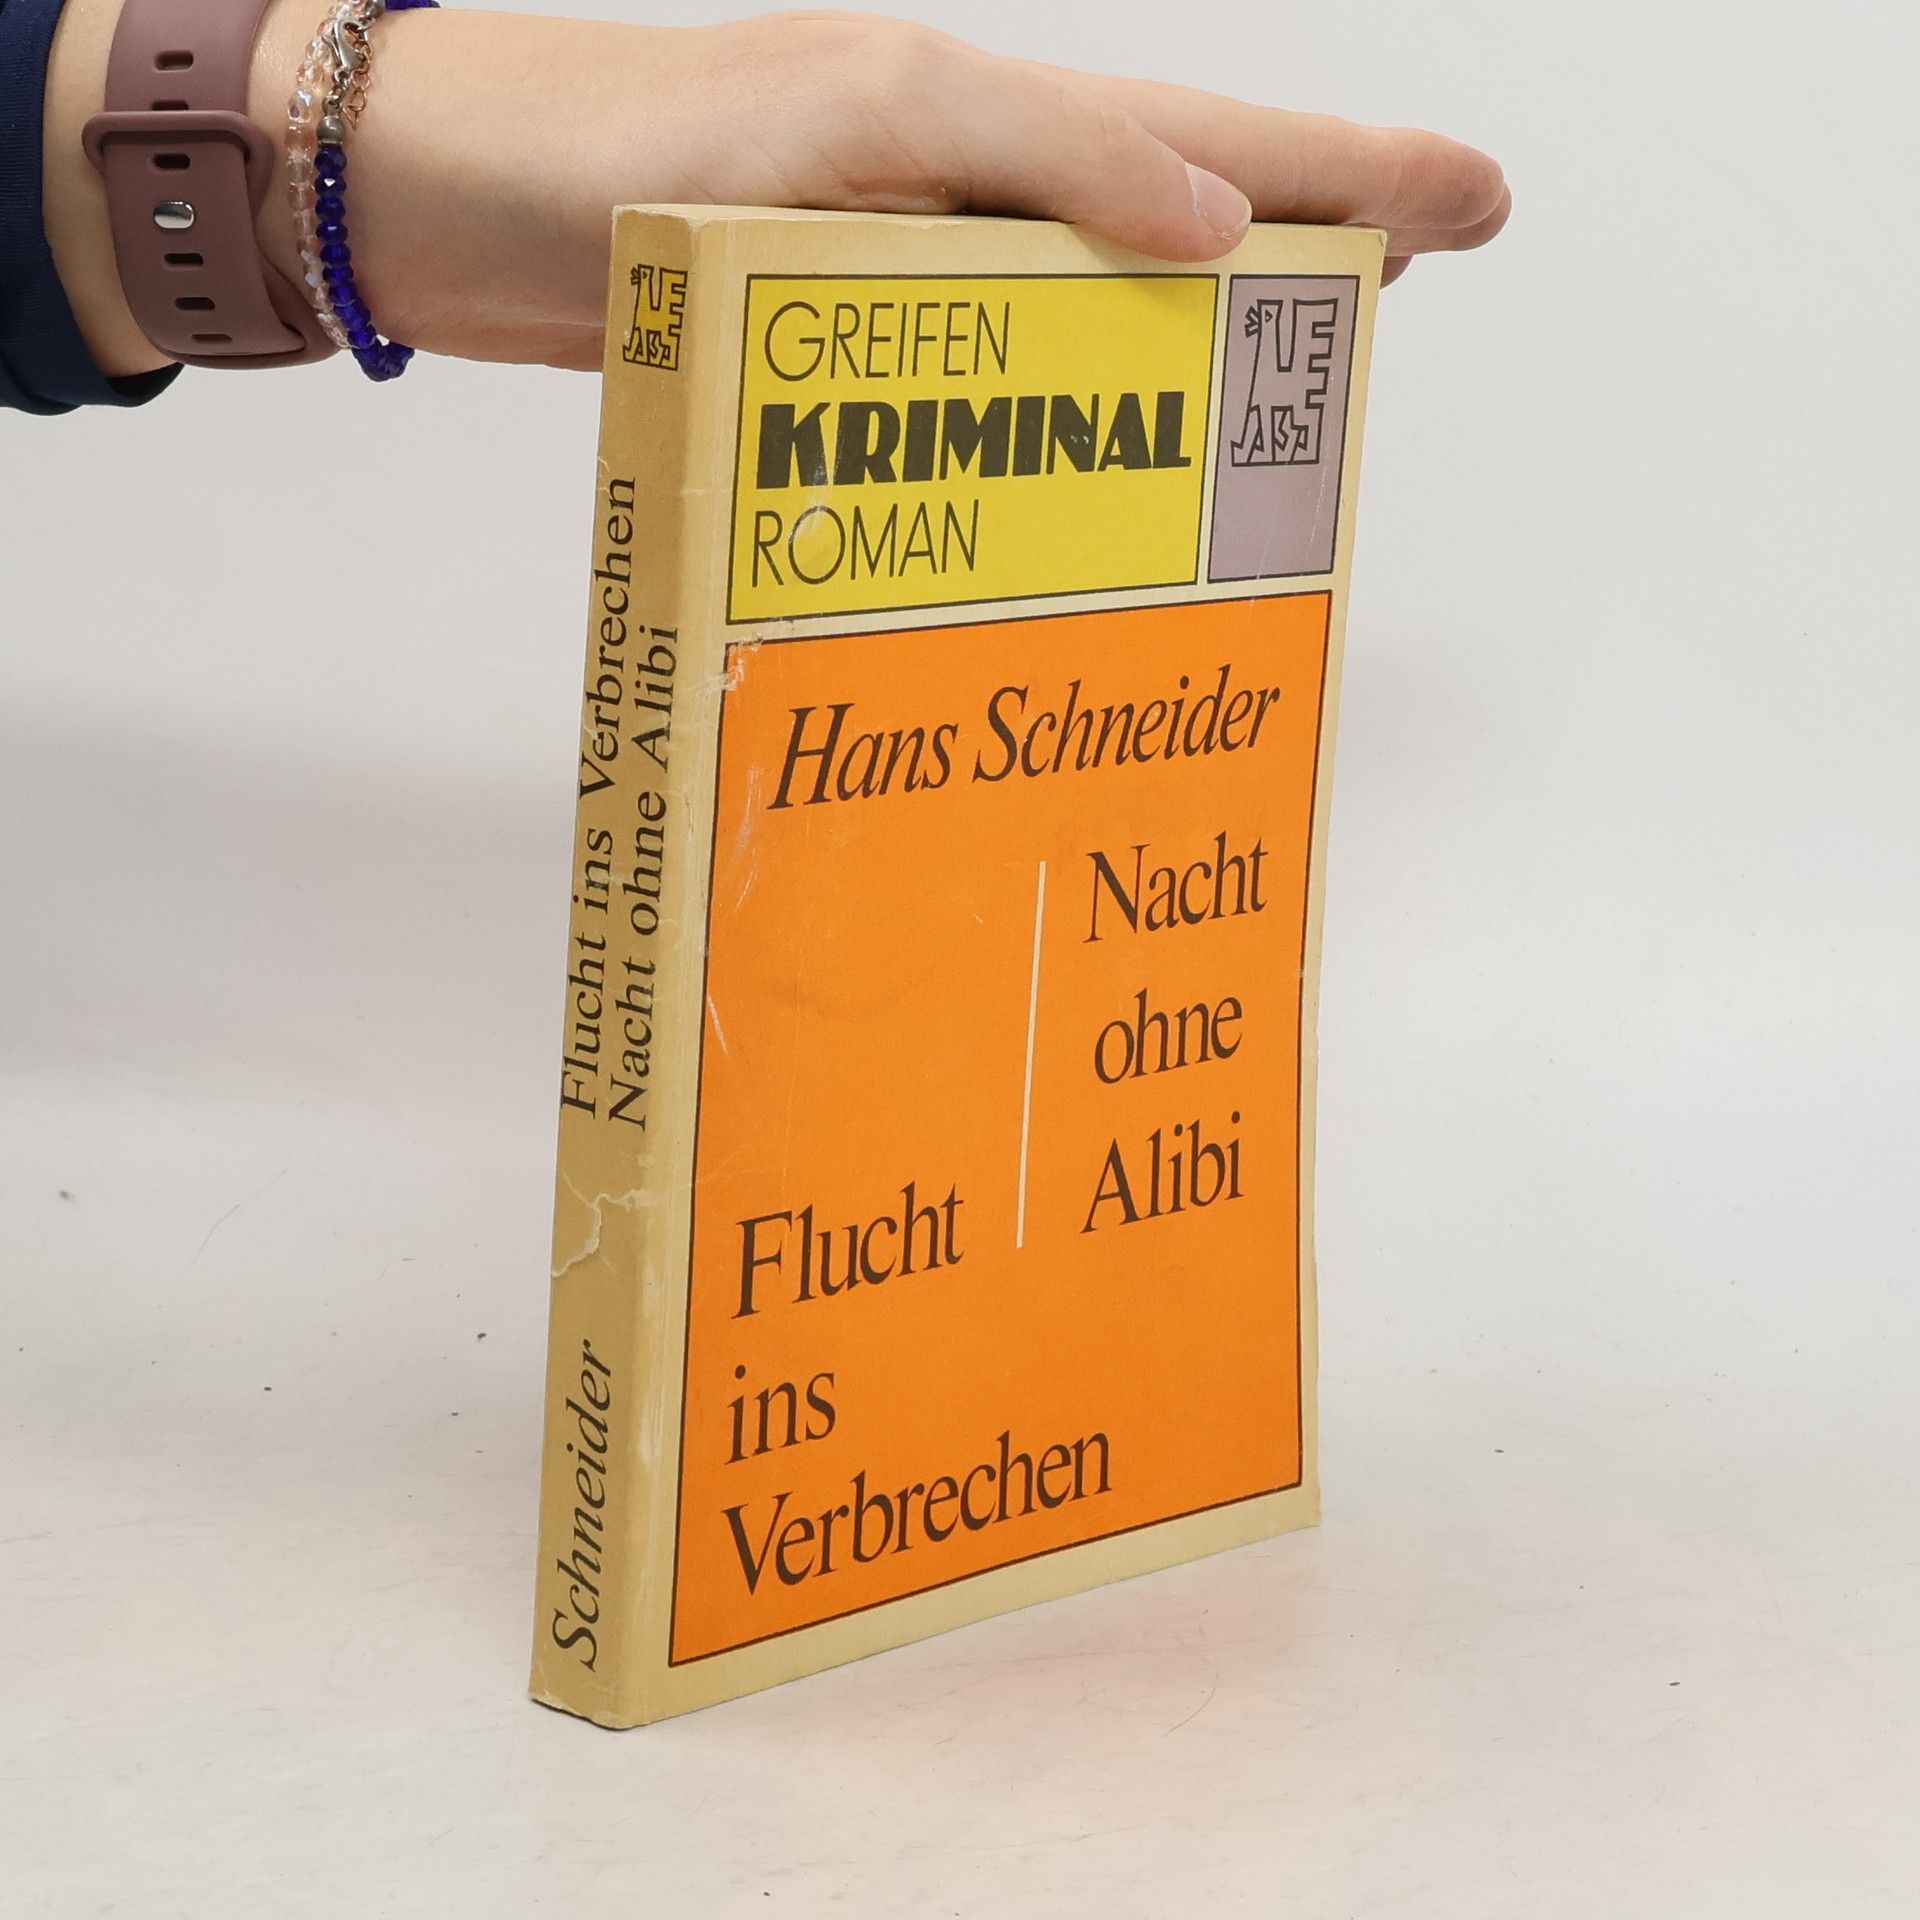 GREIFEN
KRIMINAL
ROMAN
Hans Schneider
Nacht
ohne
Alibi
Flucht
ins
Verbrechen
Flucht ins Verbrechen
Nacht ohne Alibi
Schneider